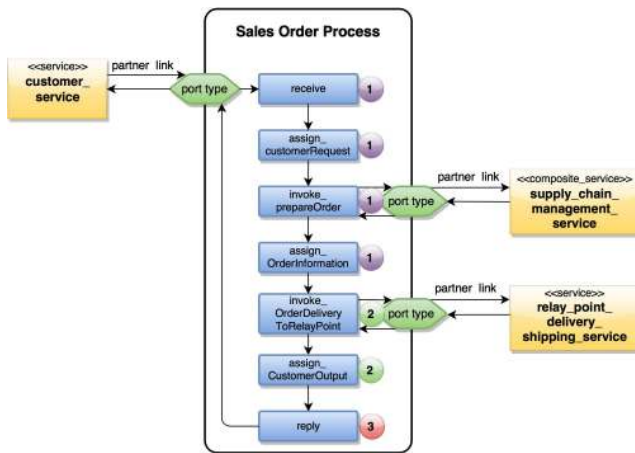 Sales Order Process
<<service>>
customer_
service
partner link
port type
receive
1
assign_
customerRequest
1
invoke_
prepareOrder
1
port type
partner link
<<composite_service>>
supply_chain_
management_
service
assign_
OrderInformation
1
invoke_
OrderDelivery
ToRelayPoint
2
port type
partner link
<<service>>
relay_point_
delivery_
shipping_service
assign_
CustomerOutput
2
reply
3